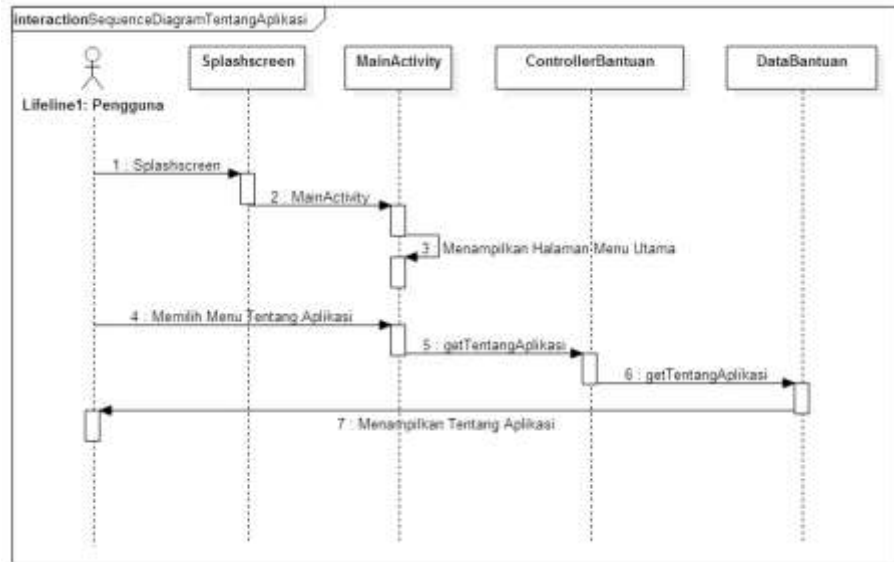 interactionSequenceDiagramTentangAplikasi
Splashscreen
MainActivity
ControllerBantuan
DataBantuan
Lifeline1: Pengguna
1 : Splashscreen
2 : MainActivity
3 : Menampilkan Halaman Menu Utama
4 : Memilih Menu Tentang Aplikasi
5 : getTentangAplikasi
6 : getTentangAplikasi
7 : Menampilkan Tentang Aplikasi